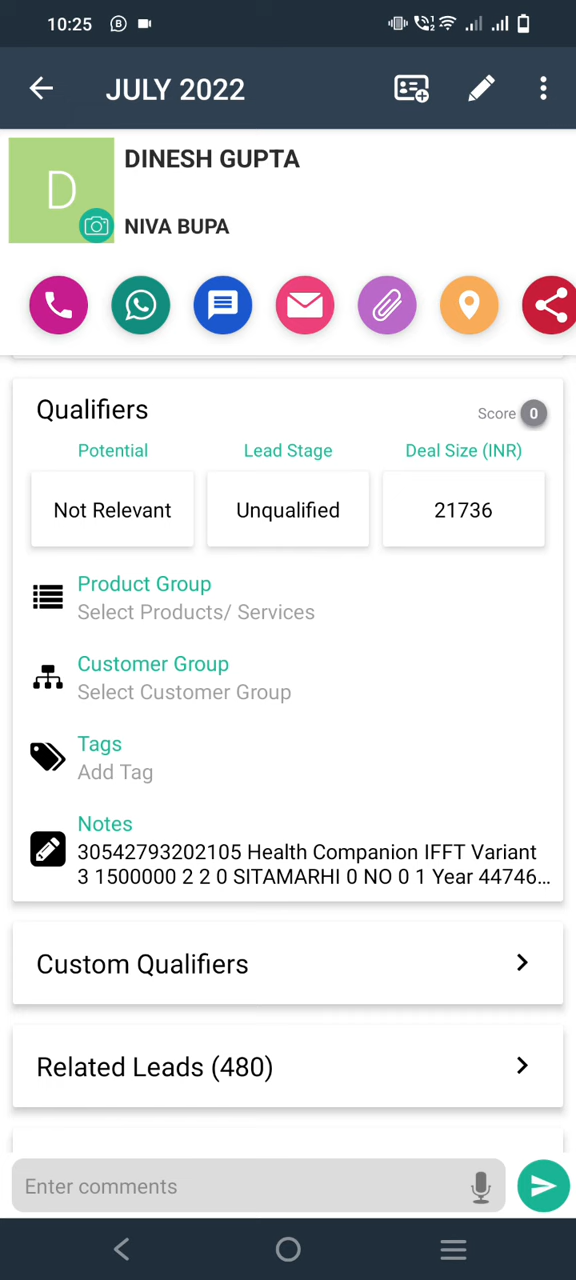 10:25
JULY 2022
D
DINESH GUPTA
NIVA BUPA
Qualifiers
Score 0
Potential Lead Stage Deal Size (INR)
Not Relevant Unqualified 21736
Product Group
Select Products/ Services
Customer Group
Select Customer Group
Tags
Add Tag
Notes
30542793202105 Health Companion IFFT Variant
3 1500000 2 2 0 SITAMARHI 0 NO 0 1 Year 44746...
Custom Qualifiers
Related Leads (480)
Enter comments